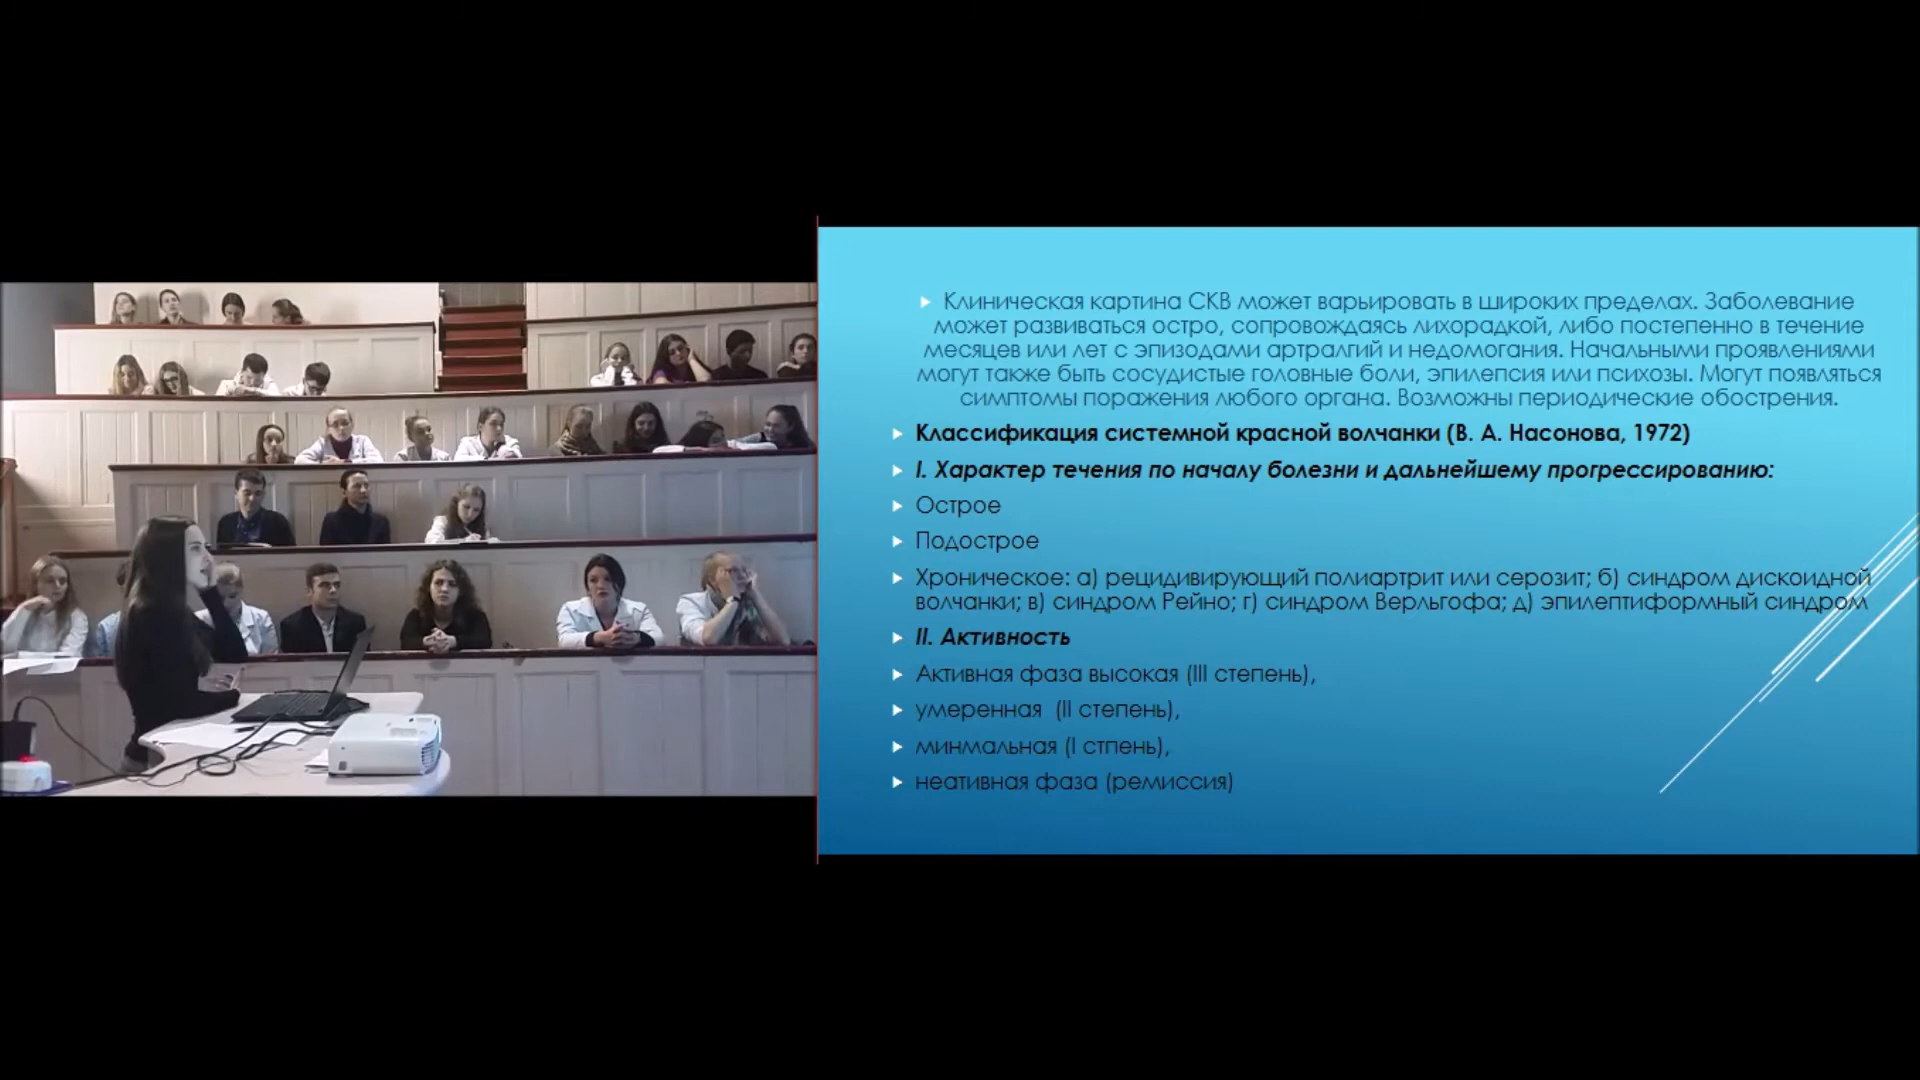 Клиническая картина СКВ может варьировать в широких пределах. Заболевание
может развиваться остро, сопровождаясь лихорадкой, либо постепенно в течение
месяцев или лет с эпизодами артралгий и недомогания. Начальными проявлениями
могут также быть сосудистые головные боли, эпилепсия или психозы. Могут появляться
симптомы поражения любого органа. Возможны периодические обострения.
Классификация системной красной волчанки (В. А. Насонова, 1972)
I. Характер течения по началу болезни и дальнейшему прогрессированию:
Острое
Подострое
Хроническое: а) рецидивирующий полиартрит или серозит; б) синдром дискоидной
волчанки; в) синдром Рейно; г) синдром Верльгофа; д) эпилептиформный синдром
II. Активность
Активная фаза высокая (III степень),
умеренная (II степень),
минмальная (I стпень),
неативная фаза (ремиссия)